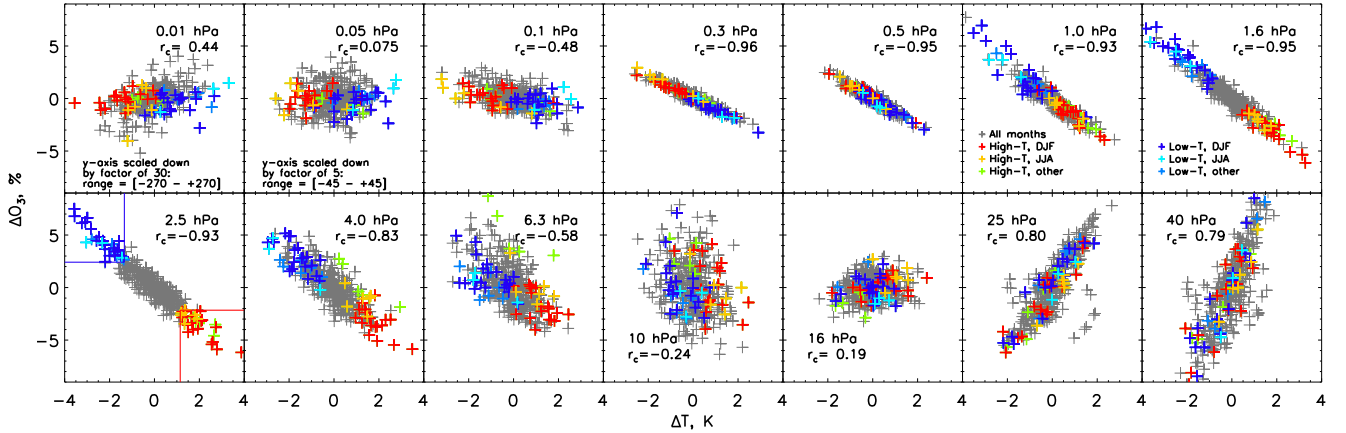 0.01 hPa
r_c= 0.44
y-axis scaled down
by factor of 30:
range = [-270 - +270]
0.05 hPa
r_c=0.075
y-axis scaled down
by factor of 5:
range = [-45 - +45]
0.1 hPa
r_c=-0.48
0.3 hPa
r_c=-0.96
0.5 hPa
r_c=-0.95
1.0 hPa
r_c=-0.93
All months
High-T, DJF
High-T, JJA
High-T, other
1.6 hPa
r_c=-0.95
Low-T, DJF
Low-T, JJA
Low-T, other
5
0
-5
ΔO₃, %
2.5 hPa
r_c=-0.93
4.0 hPa
r_c=-0.83
6.3 hPa
r_c=-0.58
10 hPa
r_c=-0.24
16 hPa
r_c= 0.19
25 hPa
r_c= 0.80
40 hPa
r_c= 0.79
5
0
-5
-4 -2 0 2 4 -2 0 2 4 -2 0 2 4 -2 0 2 4 -2 0 2 4 -2 0 2 4 -2 0 2 4
ΔT, K